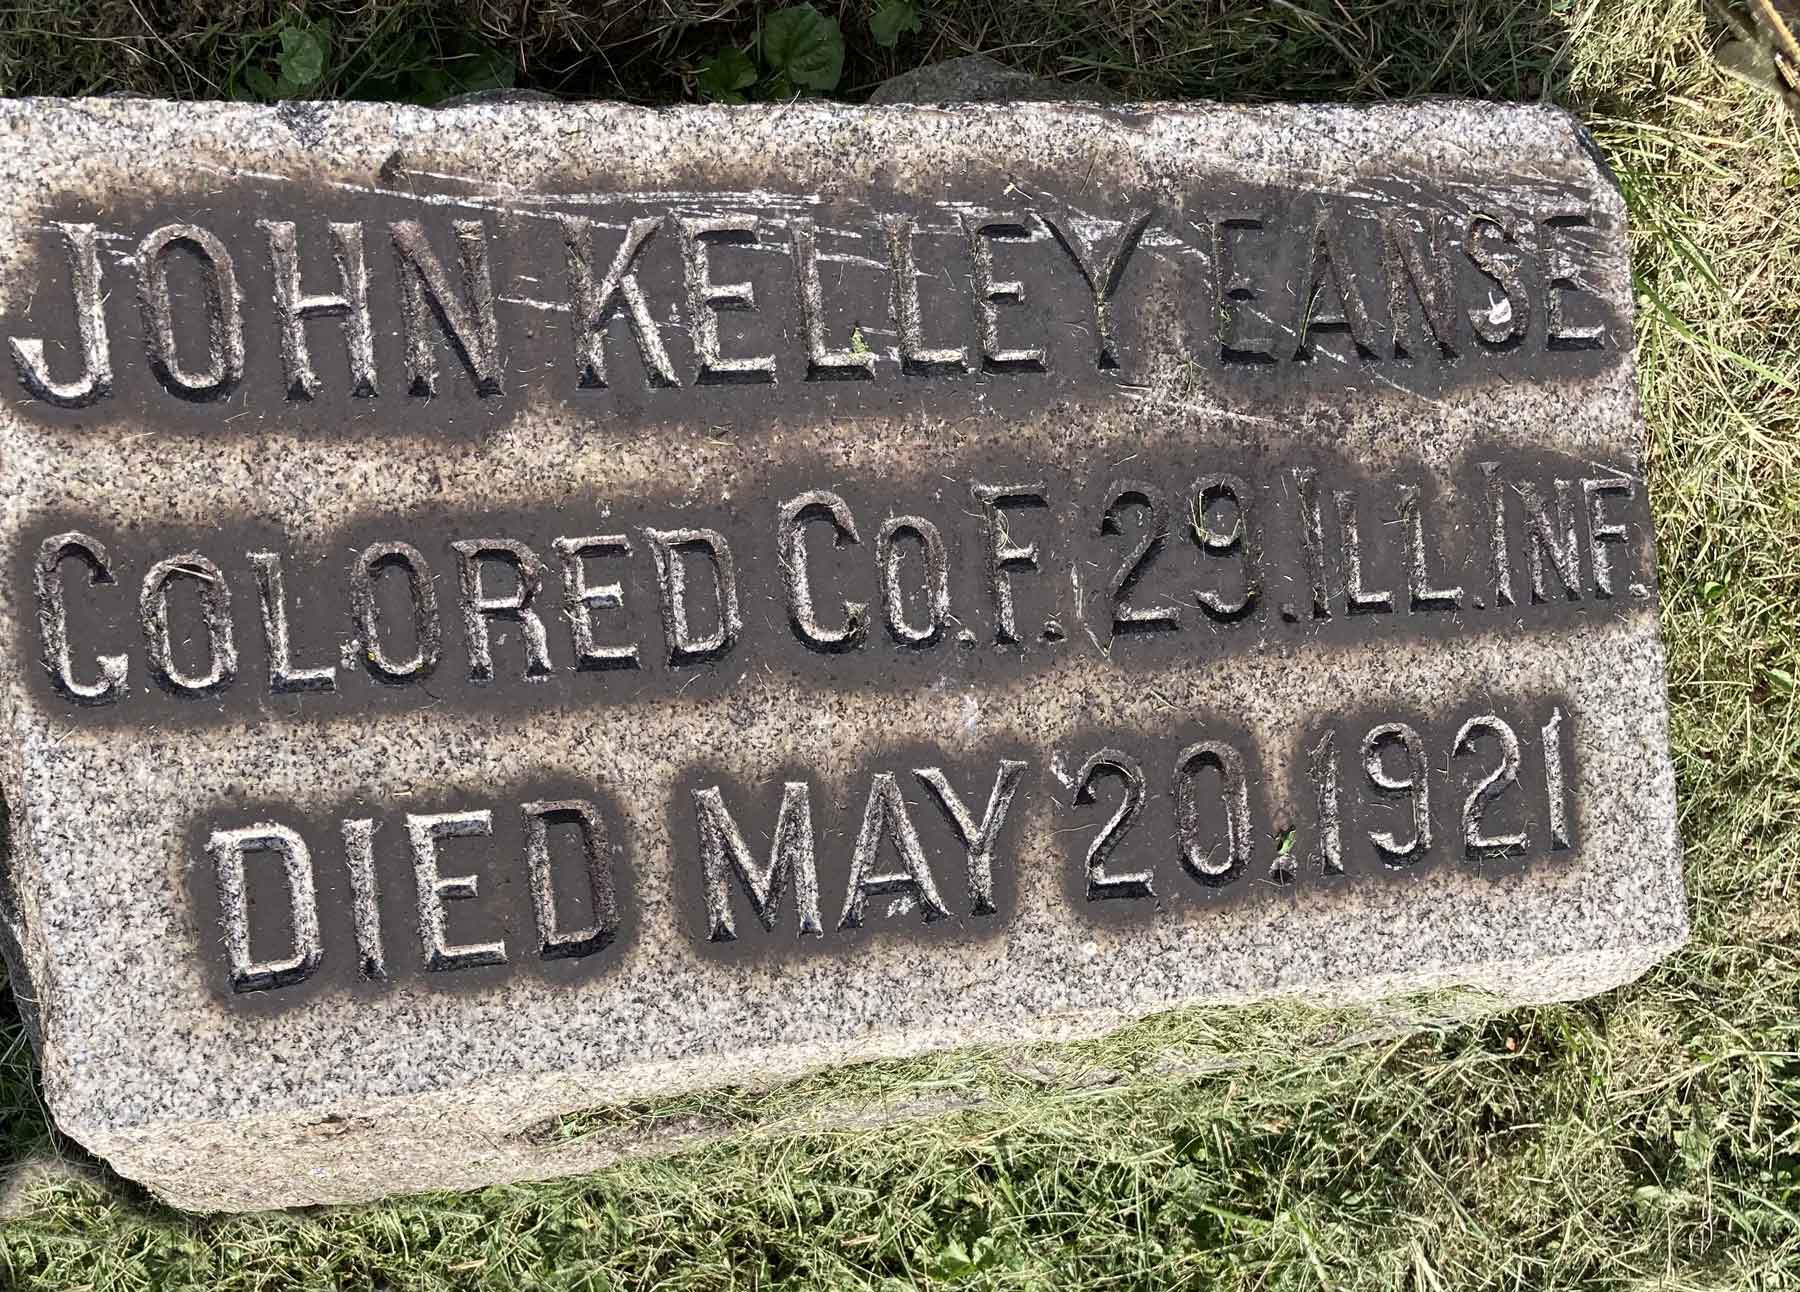 JOHN KELLEY EANSE
COLORED CO. F. 29. ILL. INF.
DIED MAY 20. 1921